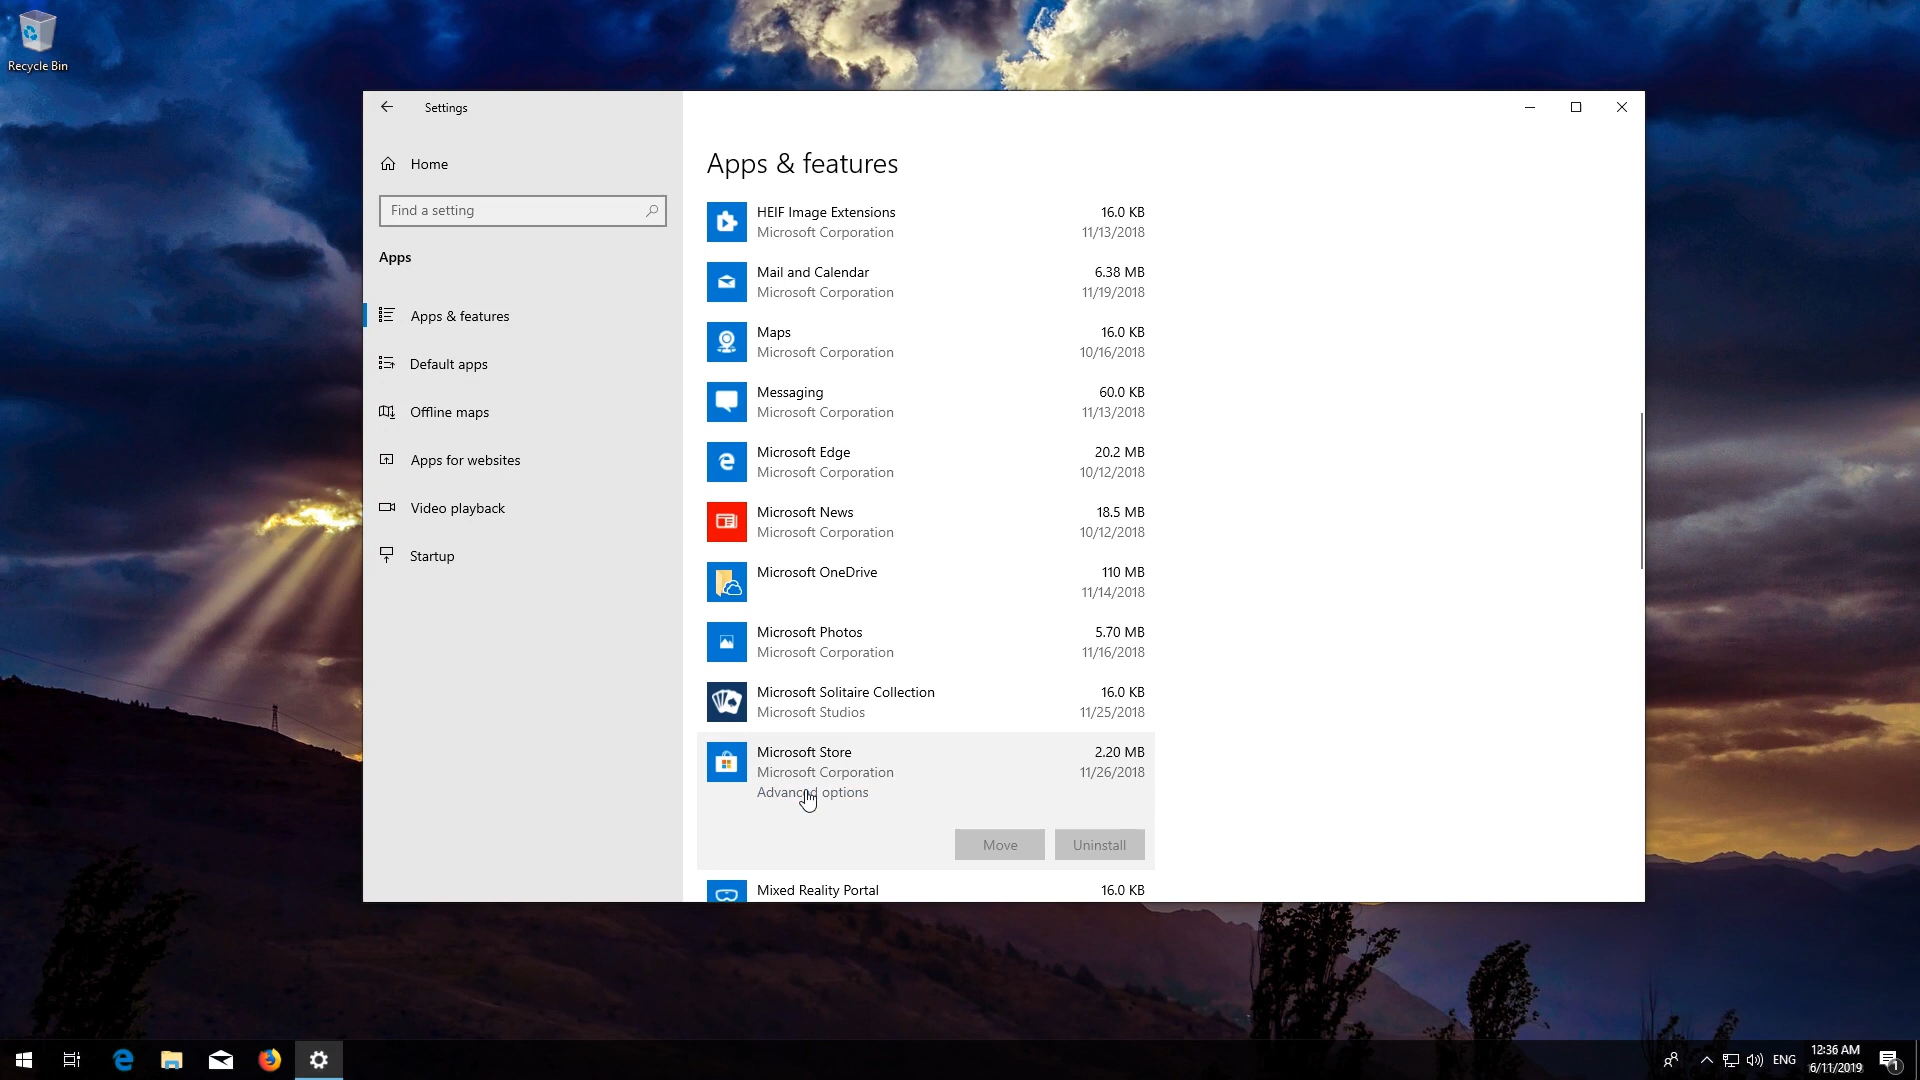 Recycle Bin
Settings
Home
Find a setting
Apps
Apps & features
Default apps
Offline maps
Apps for websites
Video playback
Startup
Apps & features
HEIF Image Extensions 16.0 KB
Microsoft Corporation 11/13/2018
Mail and Calendar 6.38 MB
Microsoft Corporation 11/19/2018
Maps 16.0 KB
Microsoft Corporation 10/16/2018
Messaging 60.0 KB
Microsoft Corporation 11/13/2018
Microsoft Edge 20.2 MB
Microsoft Corporation 10/12/2018
Microsoft News 18.5 MB
Microsoft Corporation 10/12/2018
Microsoft OneDrive 110 MB
11/14/2018
Microsoft Photos 5.70 MB
Microsoft Corporation 11/16/2018
Microsoft Solitaire Collection 16.0 KB
Microsoft Studios 11/25/2018
Microsoft Store 2.20 MB
Microsoft Corporation 11/26/2018
Advanced options
Move Uninstall
Mixed Reality Portal 16.0 KB
ENG
12:36 AM
6/11/2019
1